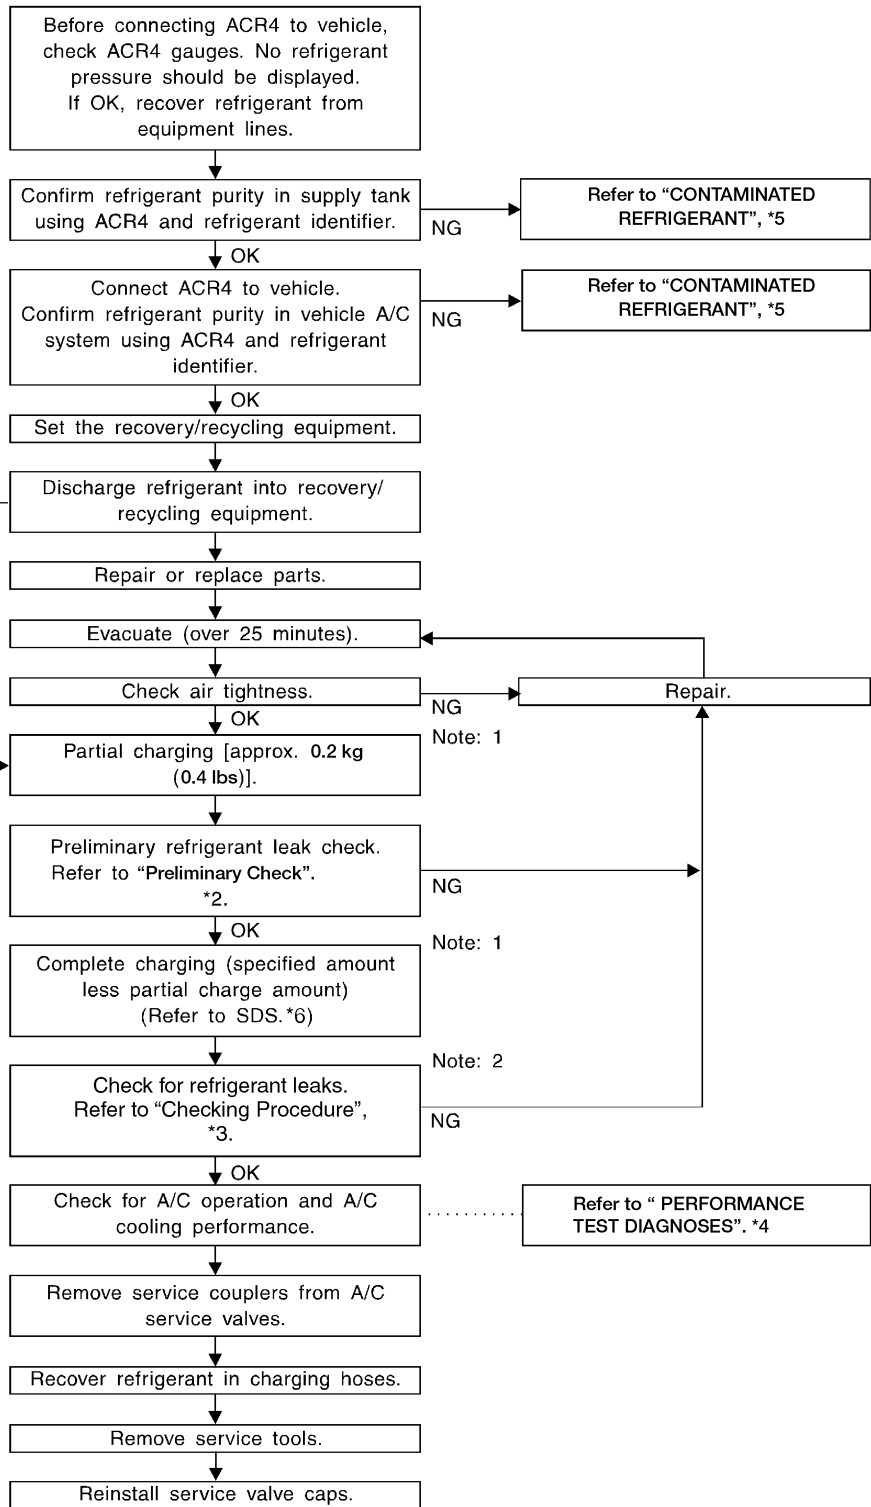 Before connecting ACR4 to vehicle,
check ACR4 gauges. No refrigerant
pressure should be displayed.
If OK, recover refrigerant from
equipment lines.
Confirm refrigerant purity in supply tank
using ACR4 and refrigerant identifier.
NG
Refer to “CONTAMINATED
REFRIGERANT”, *5
OK
Connect ACR4 to vehicle.
Confirm refrigerant purity in vehicle A/C
system using ACR4 and refrigerant
identifier.
NG
Refer to “CONTAMINATED
REFRIGERANT”, *5
OK
Set the recovery/recycling equipment.
Discharge refrigerant into recovery/
recycling equipment.
Repair or replace parts.
Evacuate (over 25 minutes).
Check air tightness.
NG
Repair.
OK
Note: 1
Partial charging [approx. 0.2 kg
(0.4 lbs)].
Preliminary refrigerant leak check.
Refer to “Preliminary Check”.
*2.
NG
OK
Note: 1
Complete charging (specified amount
less partial charge amount)
(Refer to SDS.*6)
Note: 2
Check for refrigerant leaks.
Refer to “Checking Procedure”,
*3.
NG
OK
Check for A/C operation and A/C
cooling performance.
Refer to “ PERFORMANCE
TEST DIAGNOSES”. *4
Remove service couplers from A/C
service valves.
Recover refrigerant in charging hoses.
Remove service tools.
Reinstall service valve caps.